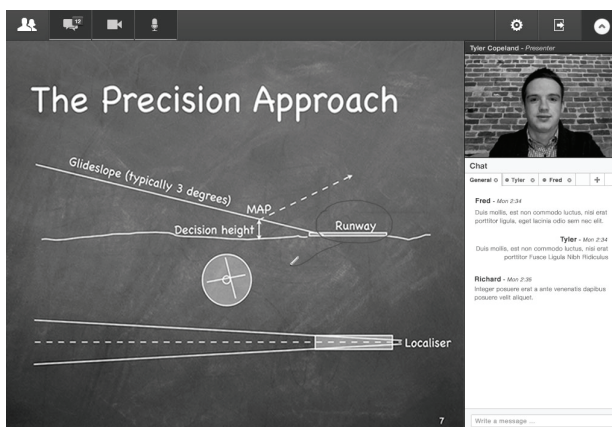 12
Tyler Copeland - Presenter
The Precision Approach
Glideslope (typically 3 degrees)
MAP
Decision height
Runway
Localiser
7
Chat
General
Tyler
Fred
Fred - Mon 2:34
Duis mollis, est non commodo luctus, nisi erat
porttitor ligula, eget lacinia odio sem nec elit.
Tyler - Mon 2:34
Duis mollis, est non commodo luctus, nisi erat
porttitor Fusce Ligula Nibh Ridiculus
Richard - Mon 2:35
Integer posuere erat a ante venenatis dapibus
posuere velit aliquet.
Write a message ...